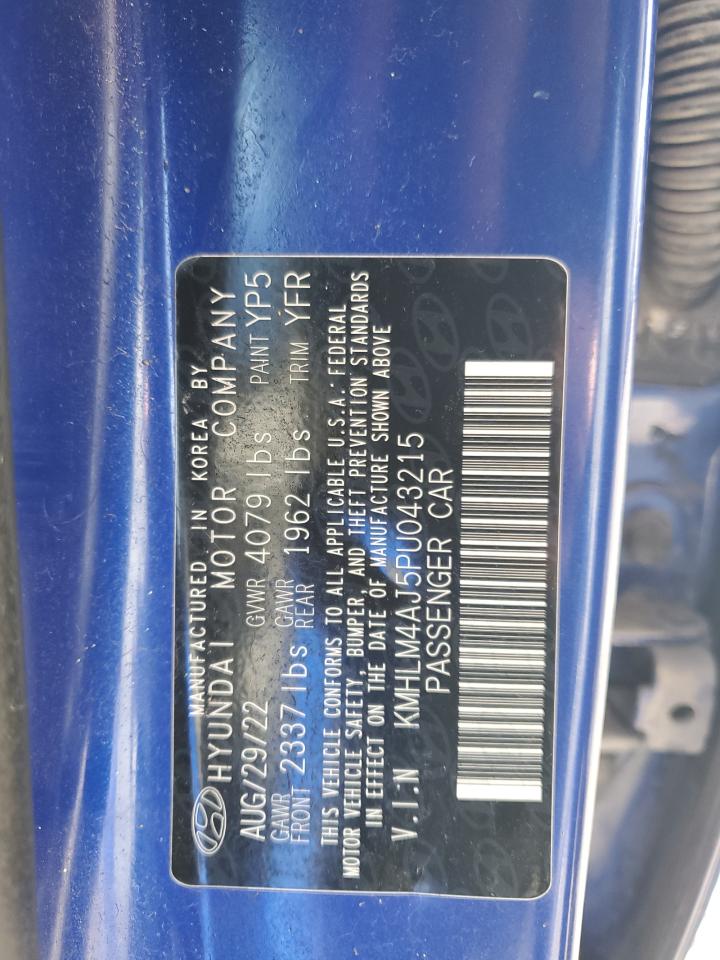 MANUFACTURED IN KOREA BY
HYUNDAI MOTOR COMPANY
AUG/29/22 GVWR 4079 lbs PAINT YP5
GAWR FRONT 2337 lbs GAWR REAR 1962 lbs TRIM YFR
THIS VEHICLE CONFORMS TO ALL APPLICABLE U.S.A. FEDERAL
MOTOR VEHICLE SAFETY, BUMPER, AND THEFT PREVENTION STANDARDS
IN EFFECT ON THE DATE OF MANUFACTURE SHOWN ABOVE
V.I.N KMHLM4AJ5PU043215
PASSENGER CAR